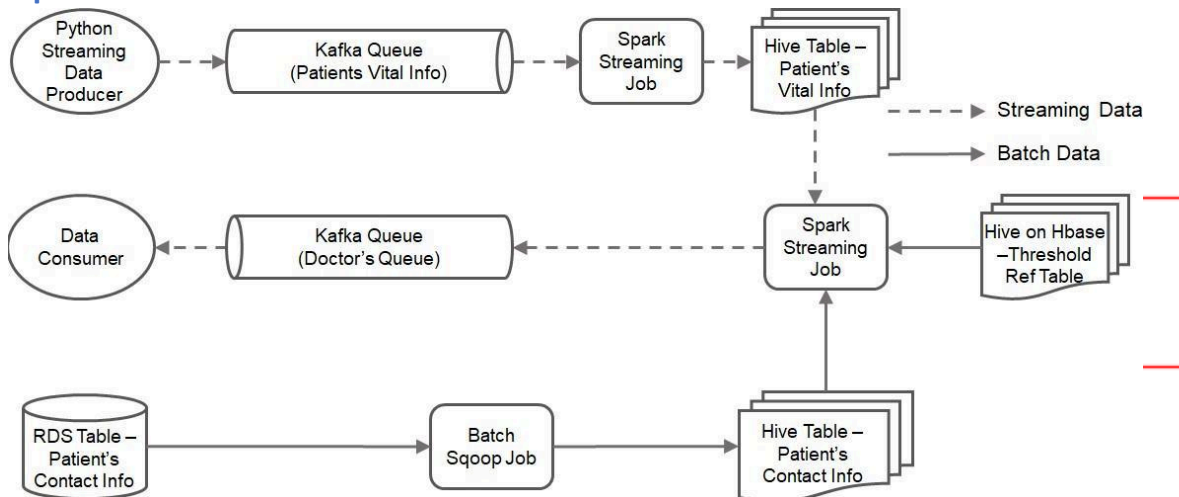 Python
Streaming
Data
Producer
Kafka Queue
(Patients Vital Info)
Spark
Streaming
Job
Hive Table –
Patient's
Vital Info
Streaming Data
Batch Data
Data
Consumer
Kafka Queue
(Doctor's Queue)
Spark
Streaming
Job
Hive on Hbase
–Threshold
Ref Table
RDS Table –
Patient's
Contact Info
Batch
Sqoop Job
Hive Table –
Patient's
Contact Info